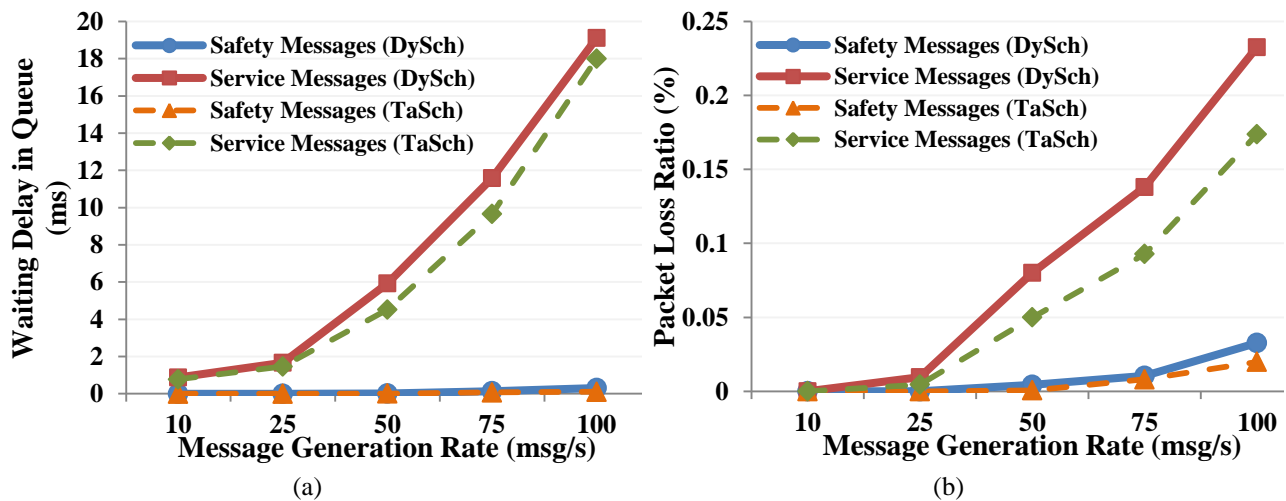 Waiting Delay in Queue
(ms)
20
18
16
14
12
10
8
6
4
2
0
Safety Messages (DySch)
Service Messages (DySch)
Safety Messages (TaSch)
Service Messages (TaSch)
10 25 50 75 100
Message Generation Rate (msg/s)
(a)
Packet Loss Ratio (%)
0.25
0.2
0.15
0.1
0.05
0
Safety Messages (DySch)
Service Messages (DySch)
Safety Messages (TaSch)
Service Messages (TaSch)
10 25 50 75 100
Message Generation Rate (msg/s)
(b)